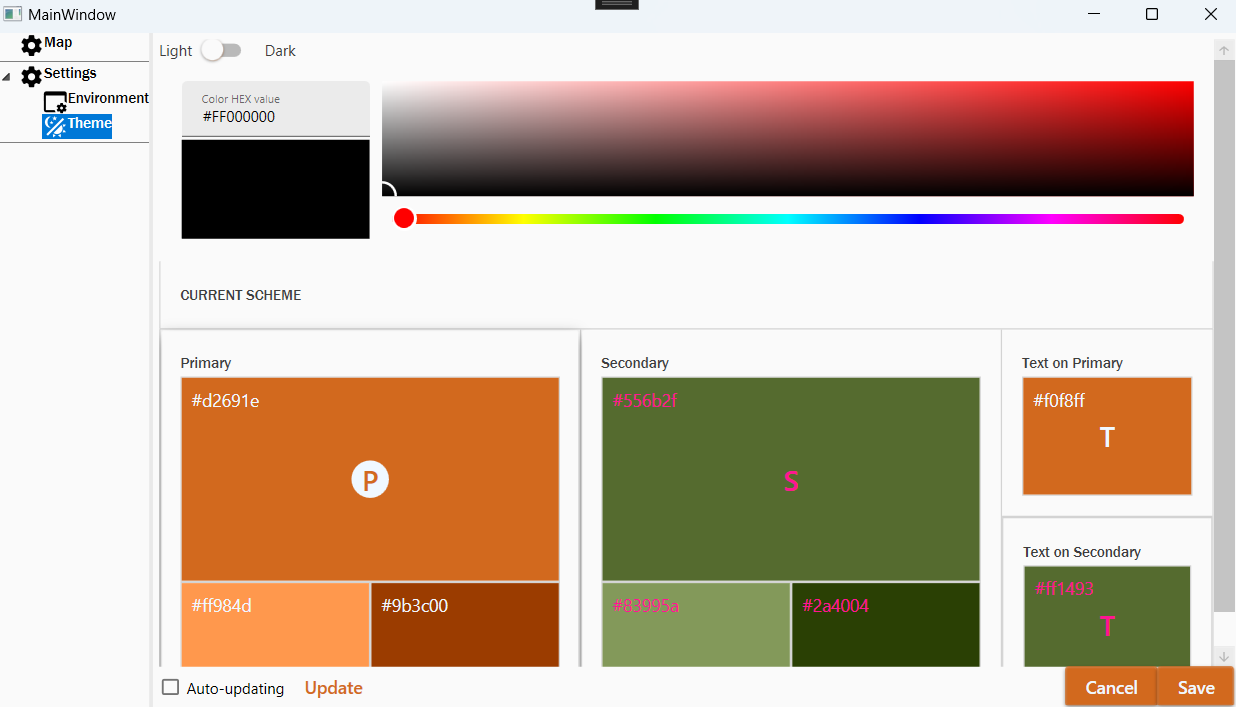 MainWindow
Map
Settings
Environment
Theme
Light Dark
Color HEX value
#FF000000
CURRENT SCHEME
Primary
#d2691e
P
#ff984d
#9b3c00
Secondary
#556b2f
S
#83995a
#2a4004
Text on Primary
#f0f8ff
T
Text on Secondary
#ff1493
T
Auto-updating
Update
Cancel
Save